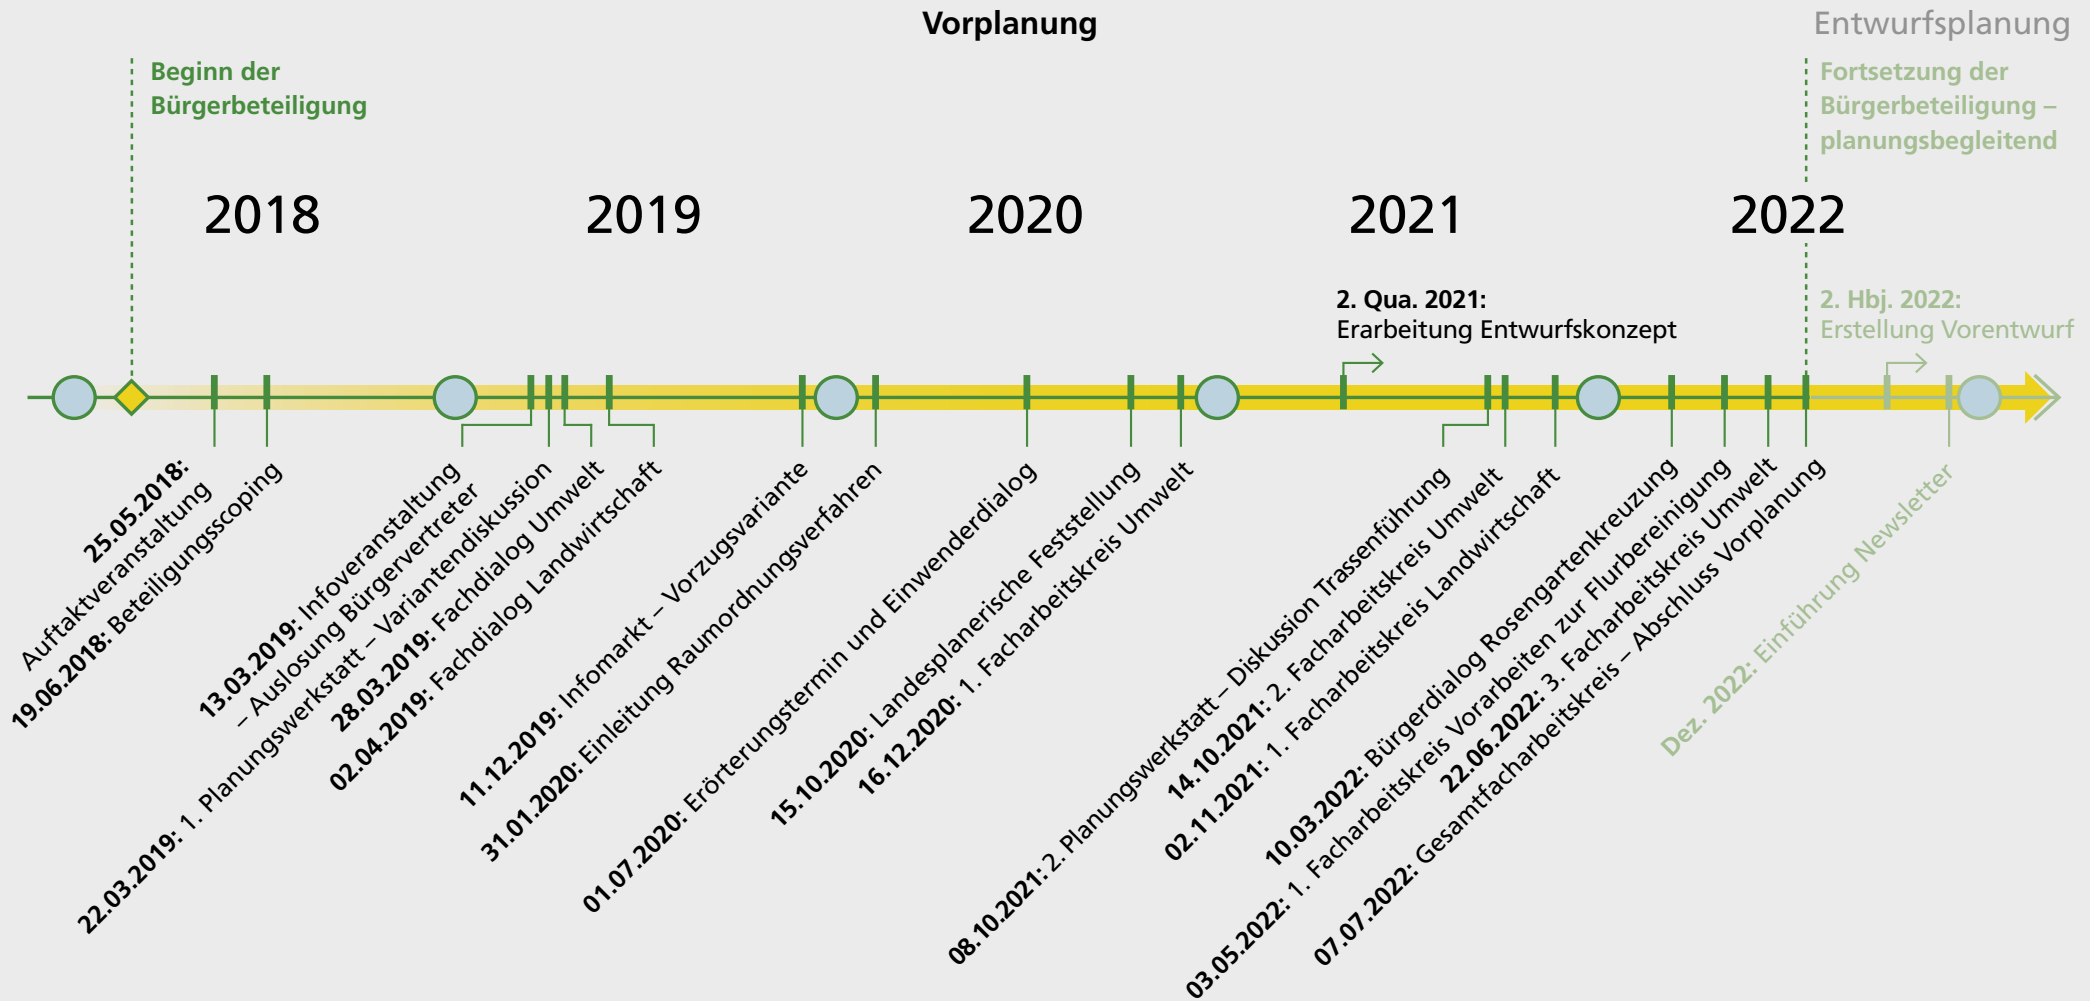 Vorplanung
Entwurfsplanung
Beginn der
Bürgerbeteiligung
Fortsetzung der
Bürgerbeteiligung –
planungsbegleitend
2018
2019
2020
2021
2022
2. Qua. 2021:
Erarbeitung Entwurfskonzept
2. Hbj. 2022:
Erstellung Vorentwurf
25.05.2018:
Auftaktveranstaltung
19.06.2018: Beteiligungsscoping
13.03.2019: Infoveranstaltung
– Auslosung Bürgervertreter
22.03.2019: 1. Planungswerkstatt – Variantendiskussion
28.03.2019: Fachdialog Umwelt
02.04.2019: Fachdialog Landwirtschaft
11.12.2019: Infomarkt – Vorzugsvariante
31.01.2020: Einleitung Raumordnungsverfahren
01.07.2020: Erörterungstermin und Einwenderdialog
15.10.2020: Landesplanerische Feststellung
16.12.2020: 1. Facharbeitskreis Umwelt
08.10.2021: 2. Planungswerkstatt – Diskussion Trassenführung
14.10.2021: 2. Facharbeitskreis Umwelt
02.11.2021: 1. Facharbeitskreis Landwirtschaft
10.03.2022: Bürgerdialog Rosengartenkreuzung
03.05.2022: 1. Facharbeitskreis Vorarbeiten zur Flurbereinigung
22.06.2022: 3. Facharbeitskreis Umwelt
07.07.2022: Gesamtfacharbeitskreis – Abschluss Vorplanung
Dez. 2022: Einführung Newsletter